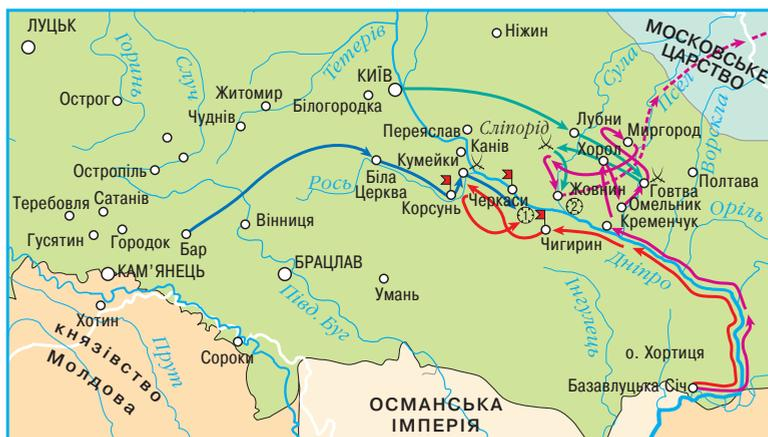 ЛУЦЬК
Горинь
Случ
Тетерів
Ніжин
МОСКОВСЬКЕ
ЦАРСТВО
Сула
Псел
Ворскла
КИЇВ
Острог
Житомир
Білогородка
Чуднів
Переяслав
Сліпорід
Лубни
Миргород
Хорол
Канів
Кумейки
Остропіль
Біла
Церква
Рось
Корсунь
Черкаси
Жовнин
Говтва
Полтава
Омельник
Кременчук
Оріль
1
2
Теребовля
Сатанів
Гусятин
Городок
Бар
Вінниця
Чигирин
Дніпро
КАМ’ЯНЕЦЬ
БРАЦЛАВ
Умань
Інгулець
Півд. Буг
Хотин
князівство
Молдова
Прут
Сороки
о. Хортиця
Базавлуцька Січ
ОСМАНСЬКА
ІМПЕРІЯ